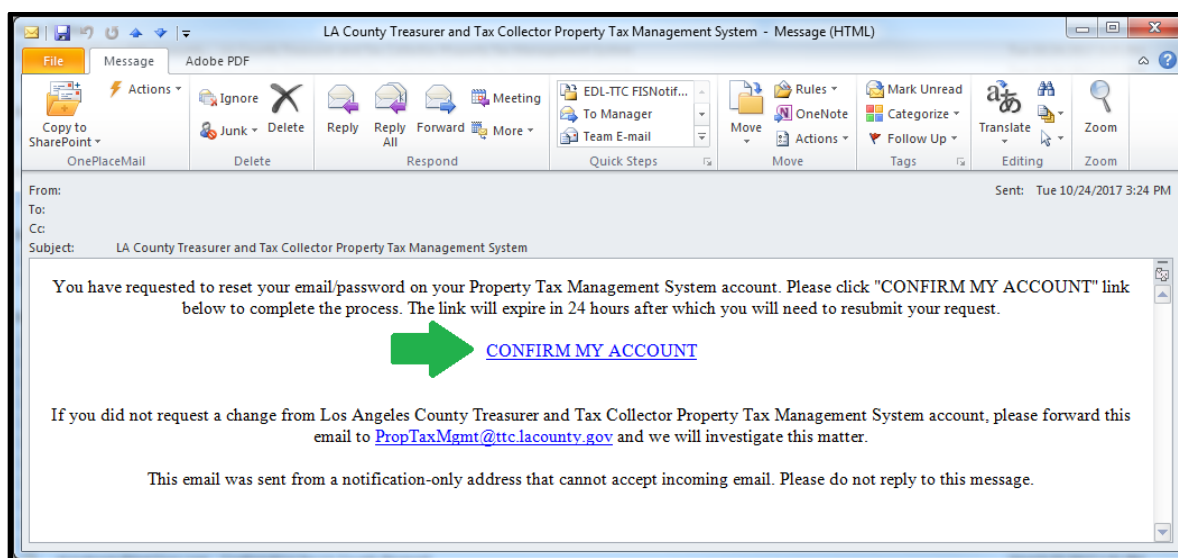 LA County Treasurer and Tax Collector Property Tax Management System - Message (HTML)
File Message Adobe PDF
Copy to SharePoint
Actions
OnePlaceMail
Ignore
Junk
Delete
Delete
Reply
Reply All
Forward
Meeting
More
Respond
EDL-TTC FISNotif...
To Manager
Team E-mail
Quick Steps
Move
Rules
OneNote
Actions
Move
Mark Unread
Categorize
Follow Up
Tags
Translate
Editing
Zoom
Zoom
From:
Sent: Tue 10/24/2017 3:24 PM
To:
Cc:
Subject: LA County Treasurer and Tax Collector Property Tax Management System
You have requested to reset your email/password on your Property Tax Management System account. Please click "CONFIRM MY ACCOUNT" link
below to complete the process. The link will expire in 24 hours after which you will need to resubmit your request.
CONFIRM MY ACCOUNT
If you did not request a change from Los Angeles County Treasurer and Tax Collector Property Tax Management System account, please forward this
email to PropTaxMgmt@ttc.lacounty.gov and we will investigate this matter.
This email was sent from a notification-only address that cannot accept incoming email. Please do not reply to this message.